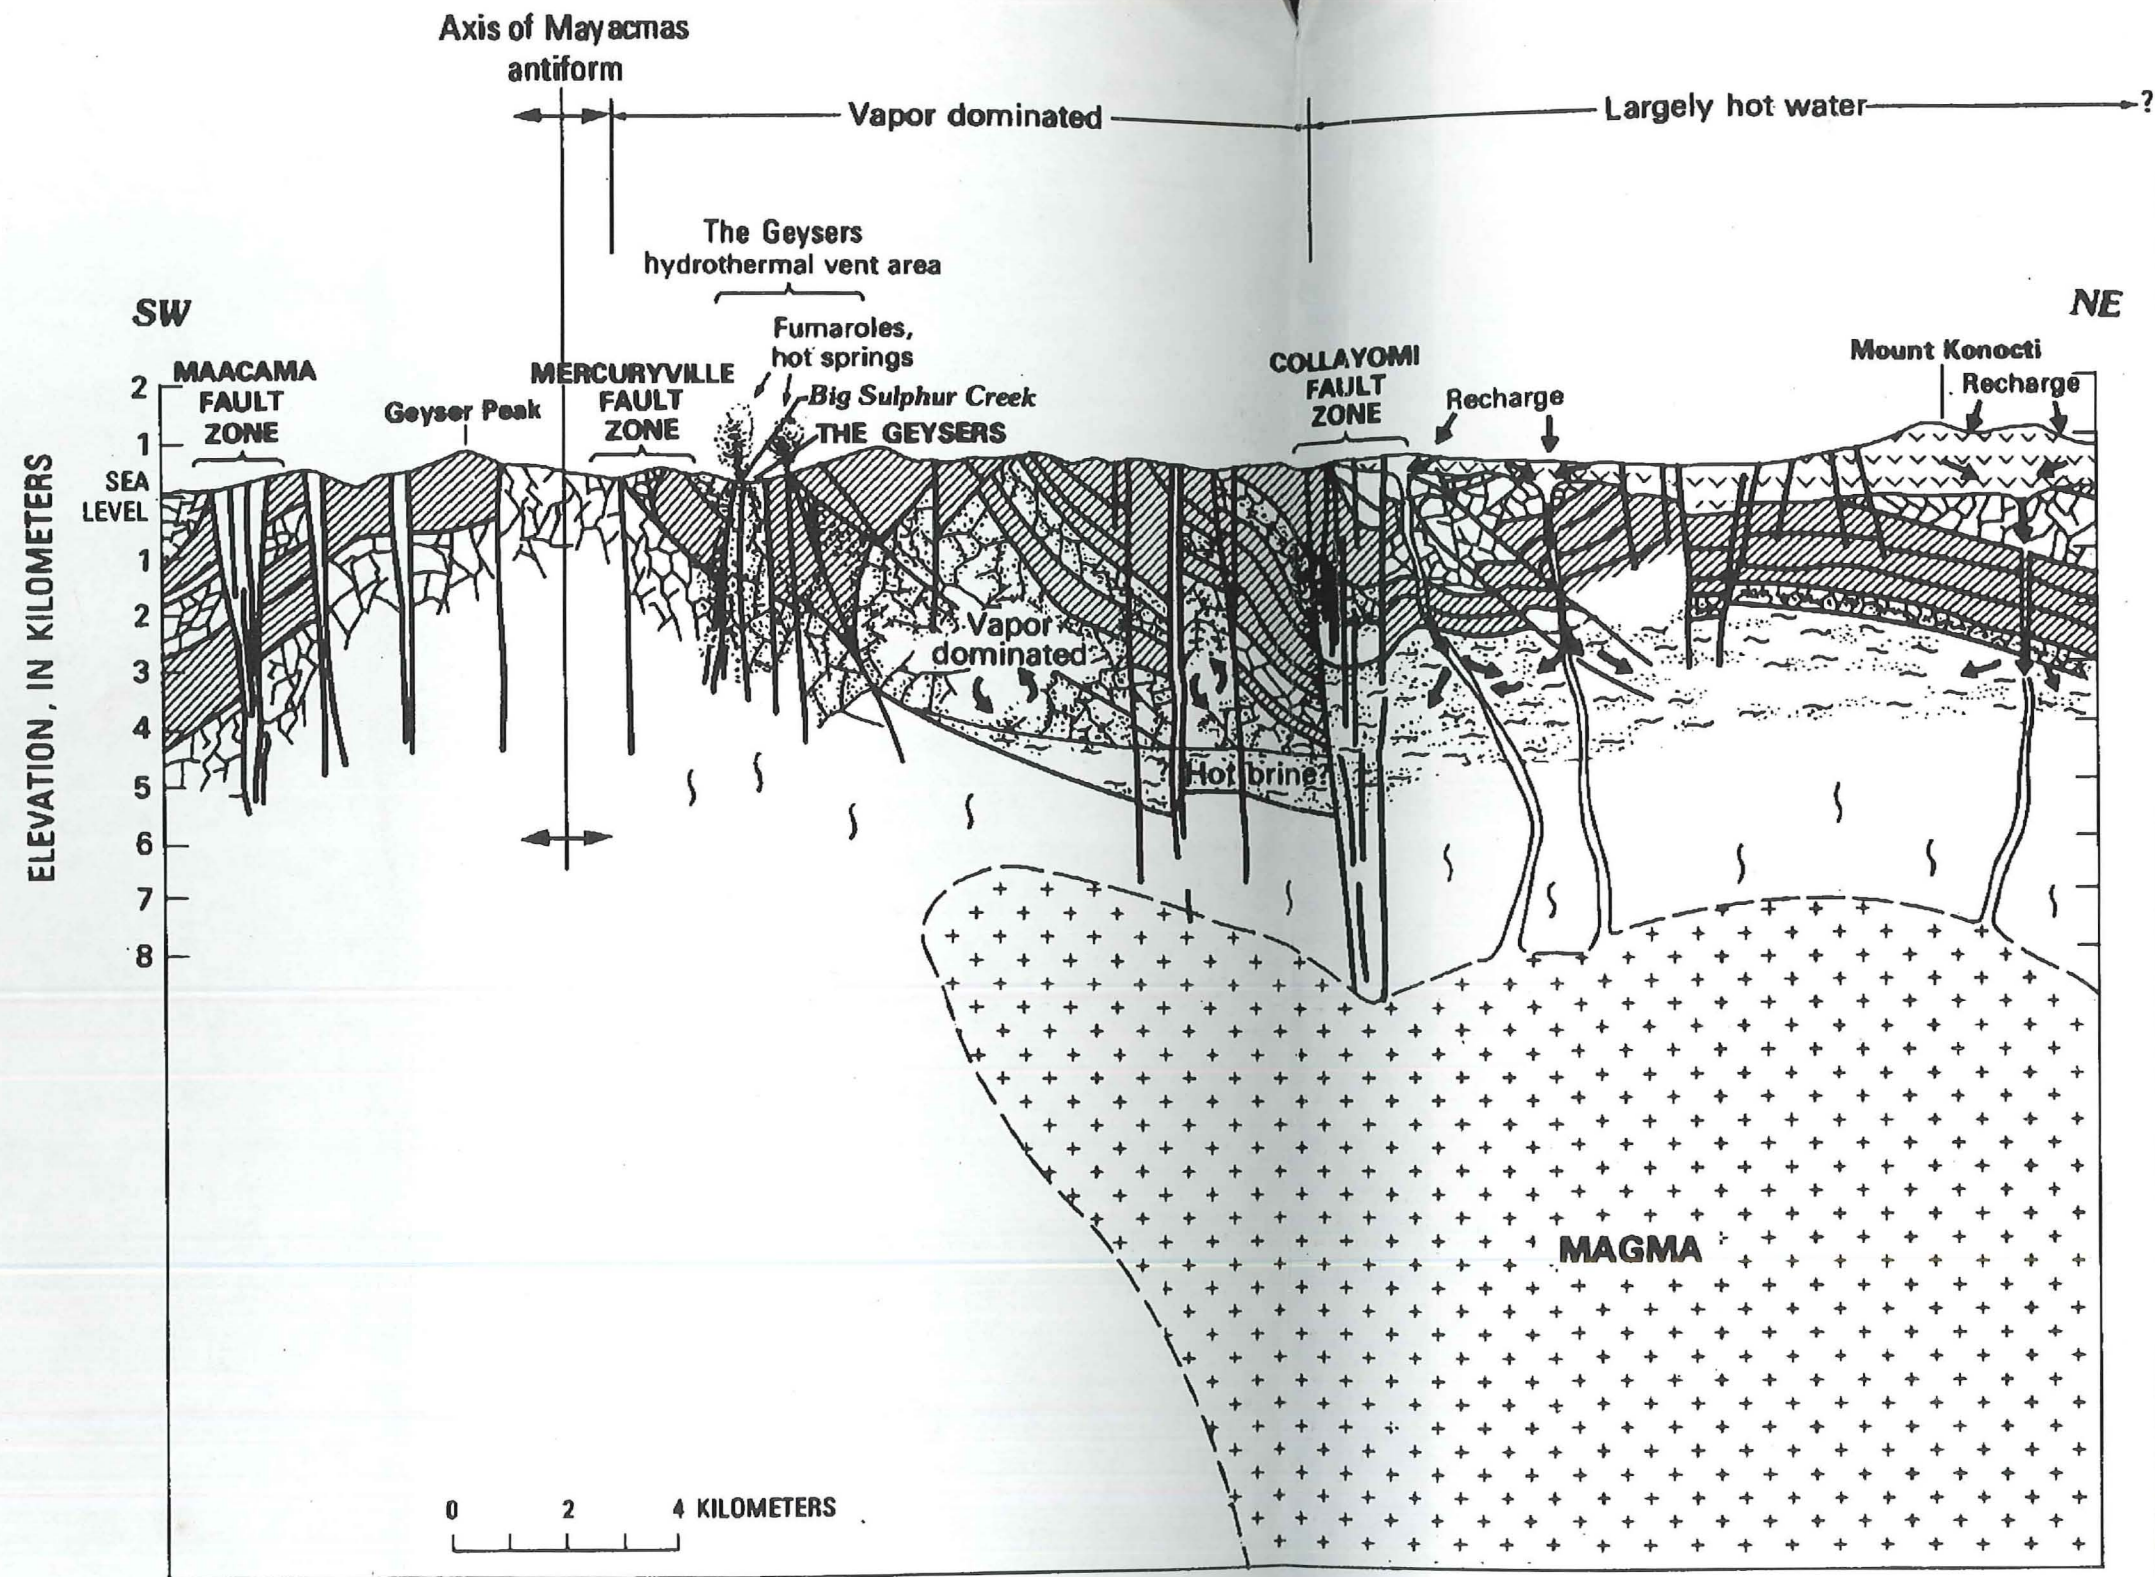 Axis of Mayacmas
antiform
Vapor dominated
Largely hot water ?
The Geysers
hydrothermal vent area
SW
NE
Fumaroles,
hot springs
MAACAMA
FAULT
ZONE
Geyser Peak
MERCURYVILLE
FAULT
ZONE
Big Sulphur Creek
THE GEYSERS
COLLAYOMI
FAULT
ZONE
Recharge
Mount Konocti
Recharge
ELEVATION, IN KILOMETERS
2
1
SEA
LEVEL
1
2
3
4
5
6
7
8
Vapor
dominated
? Hot brine?
MAGMA
0 2 4 KILOMETERS